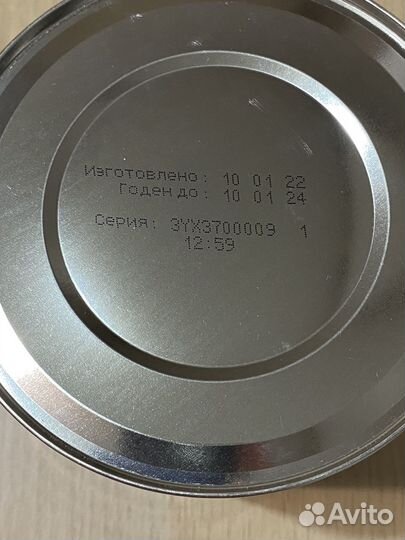 Изготовлено: 10 01 22
Годен до: 10 01 24
Серия: 3YX3700009 1
12:59
Avito